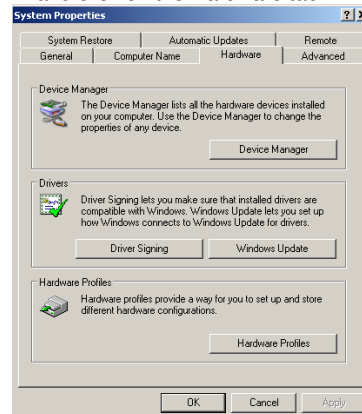 System Properties
System Restore Automatic Updates Remote
General Computer Name Hardware Advanced
Device Manager
The Device Manager lists all the hardware devices installed
on your computer. Use the Device Manager to change the
properties of any device.
Device Manager
Drivers
Driver Signing lets you make sure that installed drivers are
compatible with Windows. Windows Update lets you set up
how Windows connects to Windows Update for drivers.
Driver Signing Windows Update
Hardware Profiles
Hardware profiles provide a way for you to set up and store
different hardware configurations.
Hardware Profiles
OK Cancel Apply